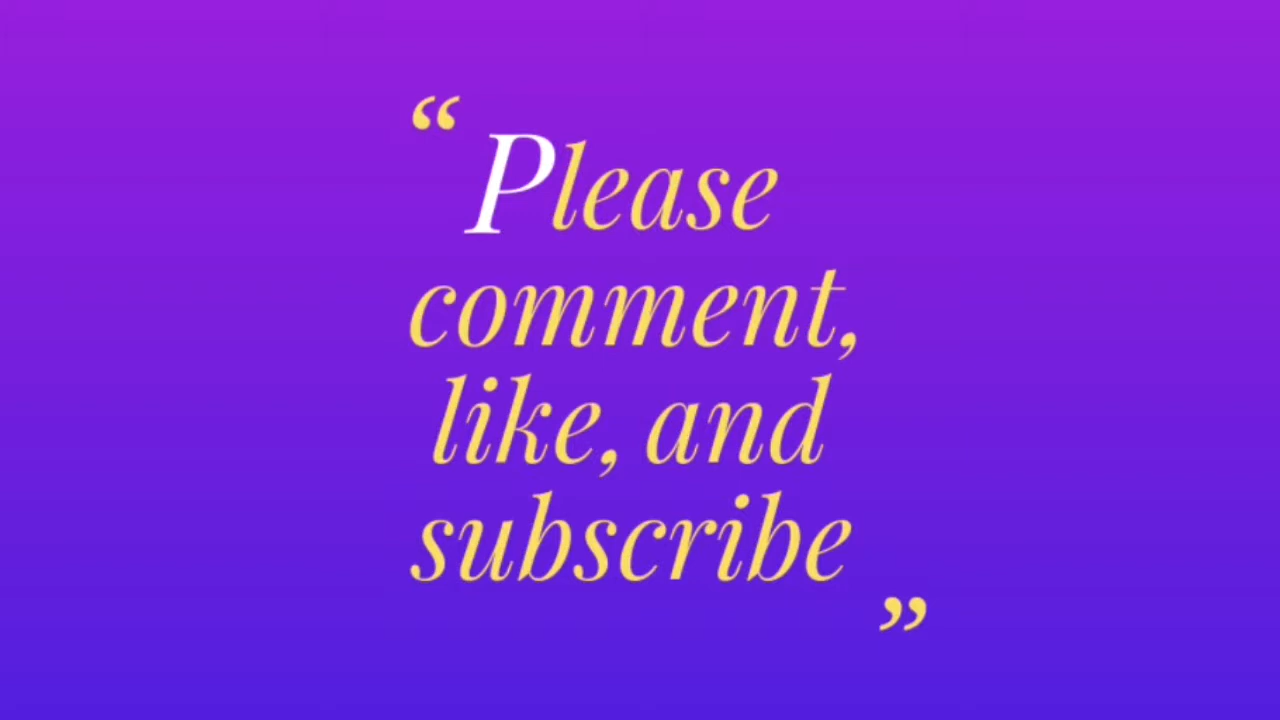 “Please
comment,
like, and
subscribe”